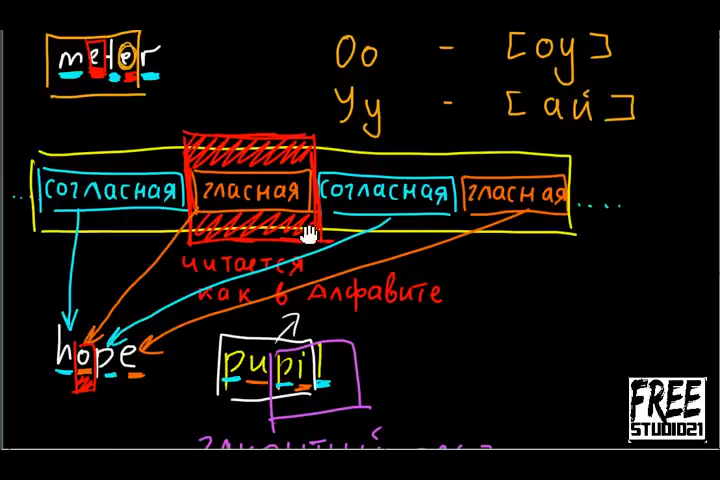 meter
Oo - [оу]
Yy - [ай]
... согласная гласная согласная гласная ....
читается
как в Алфавите
hope
pupil
FREE
STUDIO21